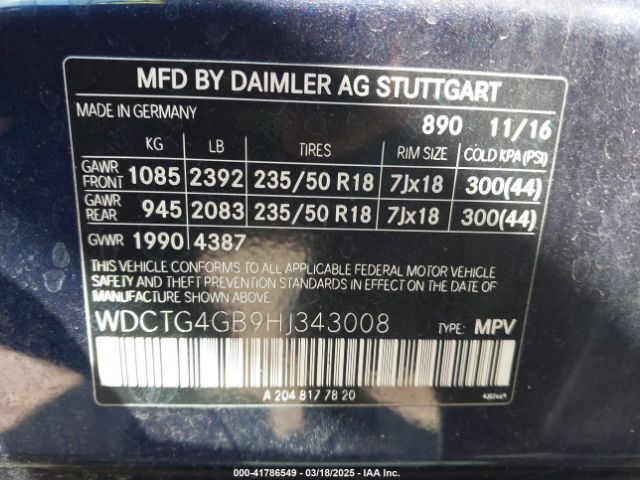 MFD BY DAIMLER AG STUTTGART
MADE IN GERMANY
890 11/16
KG LB TIRES RIM SIZE COLD KPA (PSI)
GAWR FRONT 1085 2392 235/50 R18 7Jx18 300(44)
GAWR REAR 945 2083 235/50 R18 7Jx18 300(44)
GVWR 1990 4387
THIS VEHICLE CONFORMS TO ALL APPLICABLE FEDERAL MOTOR VEHICLE
SAFETY AND THEFT PREVENTION STANDARDS IN EFFECT ON THE DATE OF
MANUFACTURE SHOWN ABOVE.
WDCTG4GB9HJ343008 TYPE: MPV
A 204 817 78 20
000-41786549 - 03/18/2025 - IAA Inc.